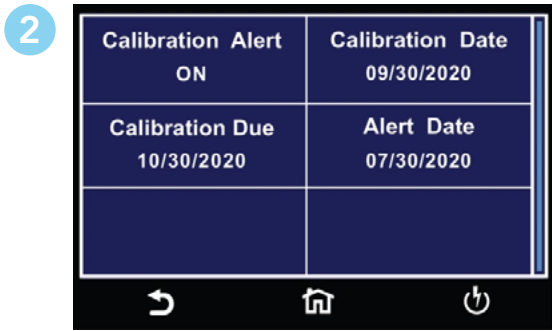 2
Calibration Alert
ON
Calibration Date
09/30/2020
Calibration Due
10/30/2020
Alert Date
07/30/2020